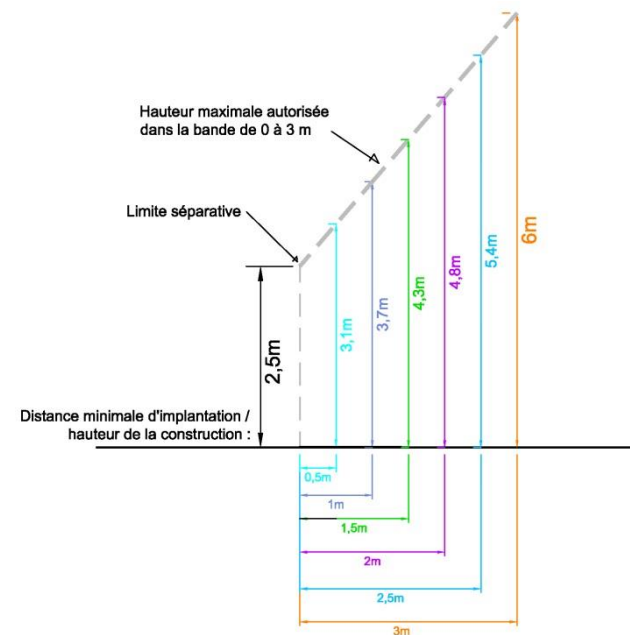 Hauteur maximale autorisée
dans la bande de 0 à 3 m
Limite séparative
2,5m
3,1m
3,7m
4,3m
4,8m
5,4m
6m
Distance minimale d'implantation /
hauteur de la construction :
0,5m
1m
1,5m
2m
2,5m
3m